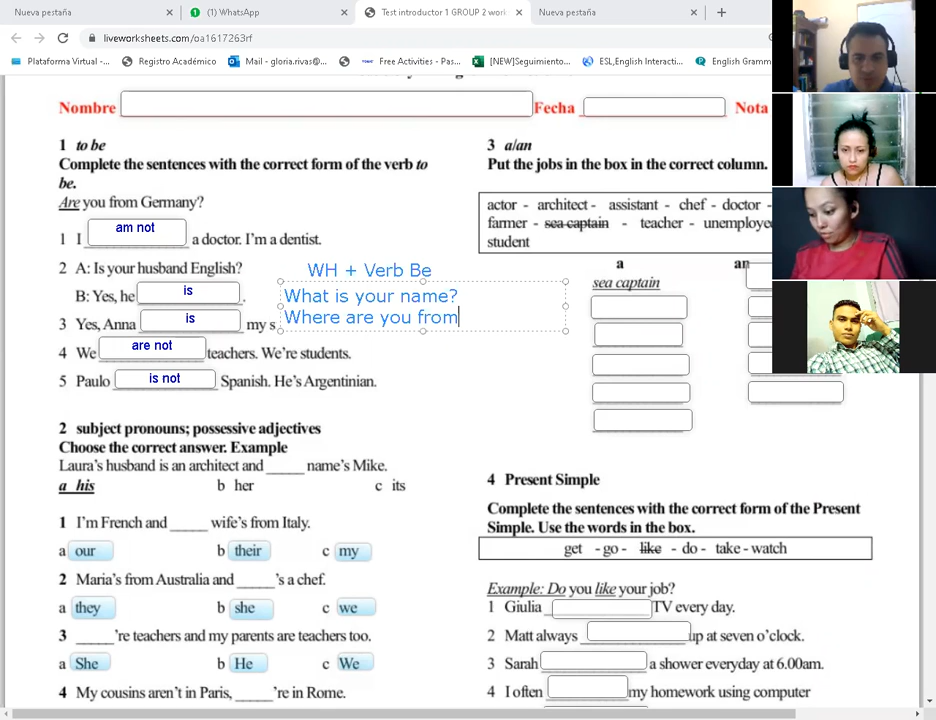 Nueva pestaña
(1) WhatsApp
Test introductor 1 GROUP 2 wor
Nueva pestaña
liveworksheets.com/oa1617263rf
Plataforma Virtual -...
Registro Académico
Mail - gloria.rivas@...
Free Activities - Pas...
[NEW]Seguimiento...
ESL,English Interacti...
English Gramm
Nombre
Fecha
Nota
1 to be
Complete the sentences with the correct form of the verb to
be.
Are you from Germany?
1 I am not a doctor. I'm a dentist.
2 A: Is your husband English?
B: Yes, he is .
3 Yes, Anna is my s
4 We are not teachers. We're students.
5 Paulo is not Spanish. He's Argentinian.
WH + Verb Be
What is your name?
Where are you from
2 subject pronouns; possessive adjectives
Choose the correct answer. Example
Laura's husband is an architect and _____ name's Mike.
a his b her c its
1 I'm French and _____ wife's from Italy.
a our b their c my
2 Maria's from Australia and _____'s a chef.
a they b she c we
3 _____'re teachers and my parents are teachers too.
a She b He c We
4 My cousins aren't in Paris, _____'re in Rome.
3 a/an
Put the jobs in the box in the correct column.
actor - architect - assistant - chef - doctor -
farmer - sea captain - teacher - unemploye
student
a an
sea captain
4 Present Simple
Complete the sentences with the correct form of the Present
Simple. Use the words in the box.
get - go - like - do - take - watch
Example: Do you like your job?
1 Giulia TV every day.
2 Matt always up at seven o'clock.
3 Sarah a shower everyday at 6.00am.
4 I often my homework using computer